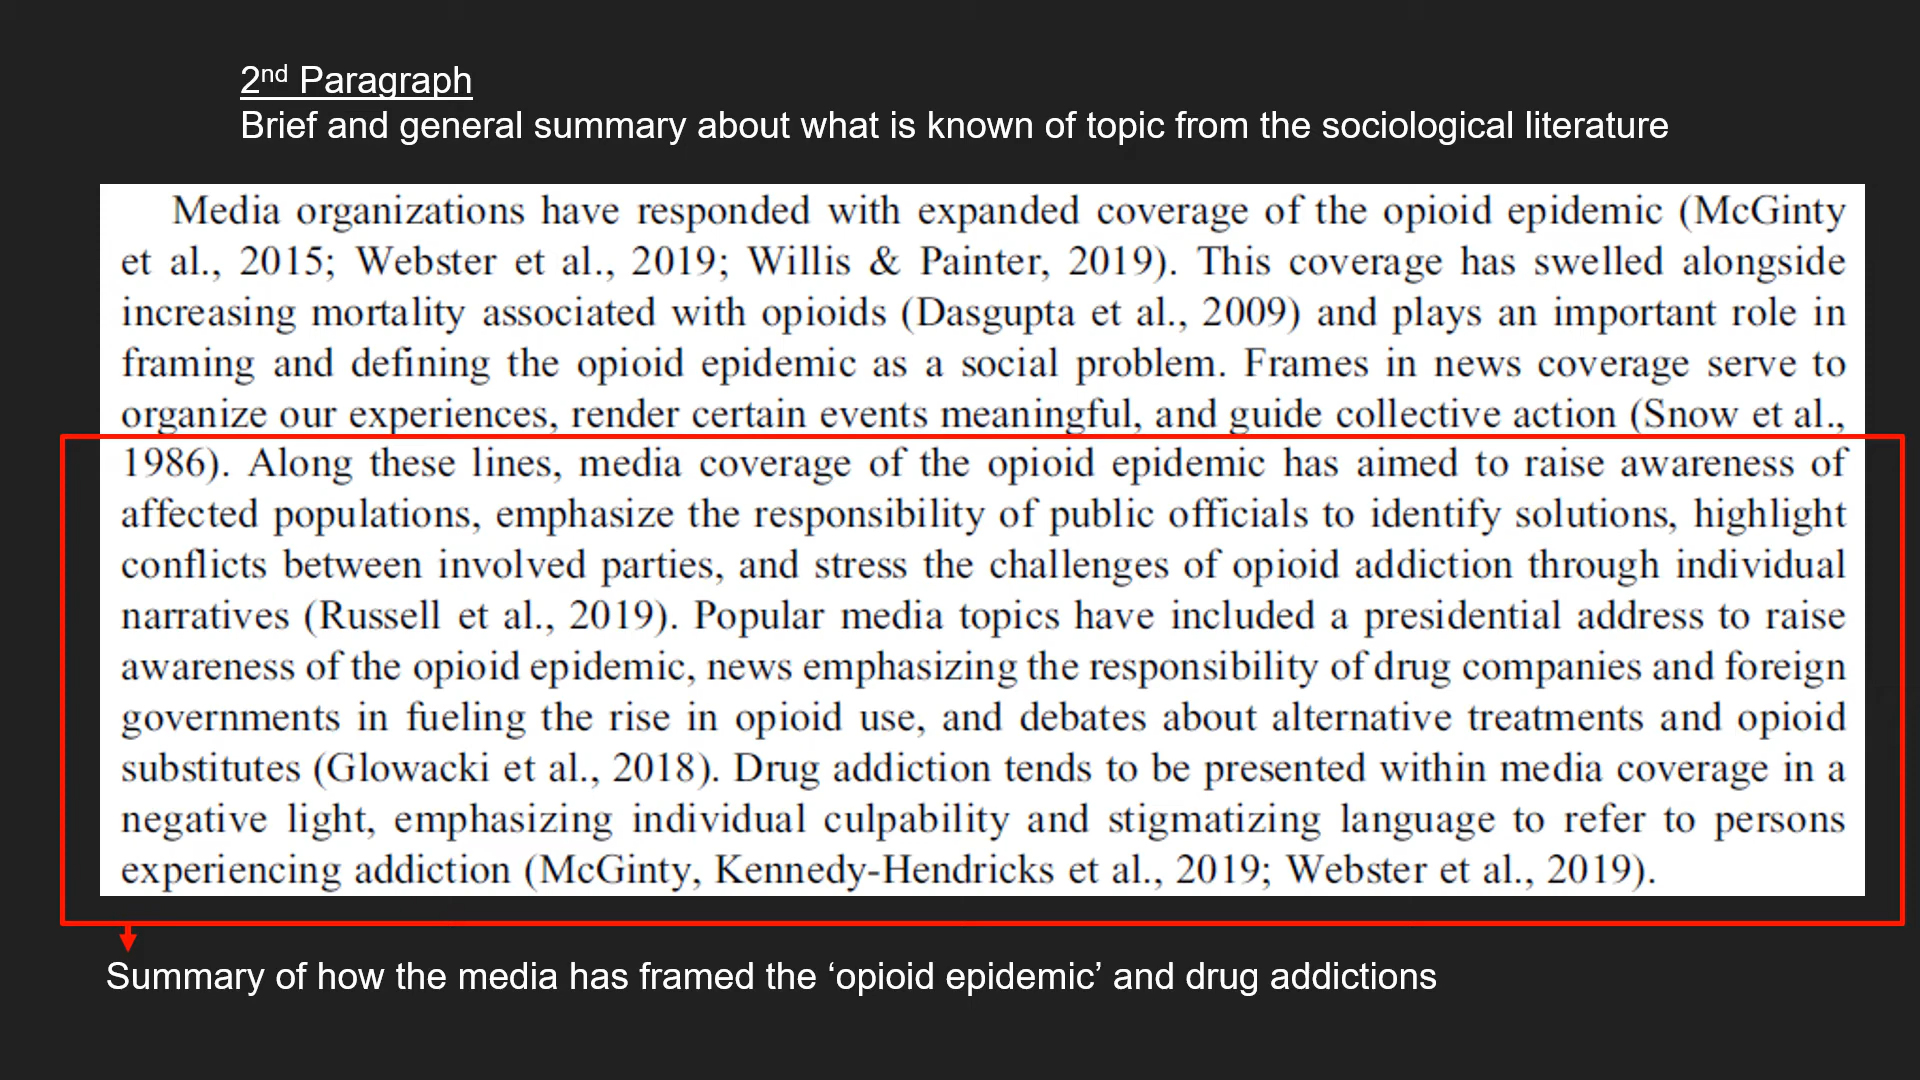 2nd Paragraph
Brief and general summary about what is known of topic from the sociological literature
Media organizations have responded with expanded coverage of the opioid epidemic (McGinty
et al., 2015; Webster et al., 2019; Willis & Painter, 2019). This coverage has swelled alongside
increasing mortality associated with opioids (Dasgupta et al., 2009) and plays an important role in
framing and defining the opioid epidemic as a social problem. Frames in news coverage serve to
organize our experiences, render certain events meaningful, and guide collective action (Snow et al.,
1986). Along these lines, media coverage of the opioid epidemic has aimed to raise awareness of
affected populations, emphasize the responsibility of public officials to identify solutions, highlight
conflicts between involved parties, and stress the challenges of opioid addiction through individual
narratives (Russell et al., 2019). Popular media topics have included a presidential address to raise
awareness of the opioid epidemic, news emphasizing the responsibility of drug companies and foreign
governments in fueling the rise in opioid use, and debates about alternative treatments and opioid
substitutes (Glowacki et al., 2018). Drug addiction tends to be presented within media coverage in a
negative light, emphasizing individual culpability and stigmatizing language to refer to persons
experiencing addiction (McGinty, Kennedy-Hendricks et al., 2019; Webster et al., 2019).
Summary of how the media has framed the ‘opioid epidemic’ and drug addictions